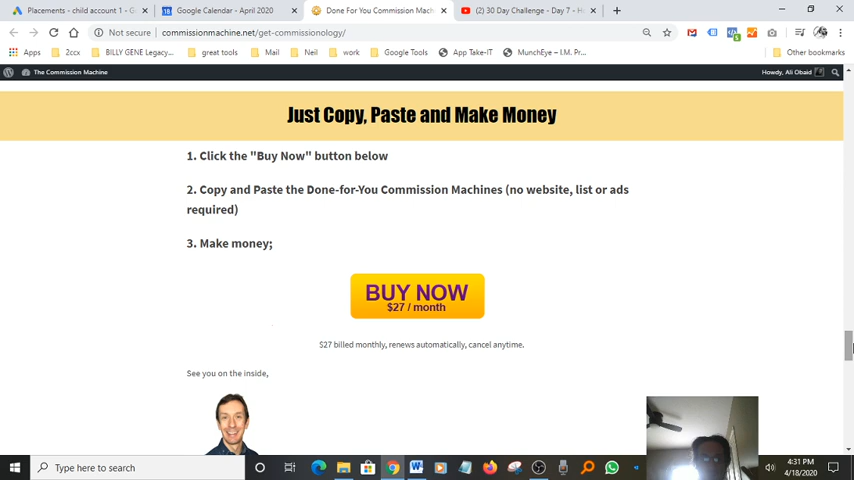 Placements - child account 1 - G
Google Calendar - April 2020
Done For You Commission Mach
(2) 30 Day Challenge - Day 7 - H
Not secure
commissionmachine.net/get-commissionology/
Apps
2ccx
BILLY GENE Legacy...
great tools
Mail
Neil
work
Google Tools
App Take-IT
MunchEye – I.M. Pr...
Other bookmarks
The Commission Machine
Howdy, Ali Obaid
Just Copy, Paste and Make Money
1. Click the "Buy Now" button below
2. Copy and Paste the Done-for-You Commission Machines (no website, list or ads
required)
3. Make money;
BUY NOW
$27 / month
$27 billed monthly, renews automatically, cancel anytime.
See you on the inside,
Type here to search
4:31 PM
4/18/2020